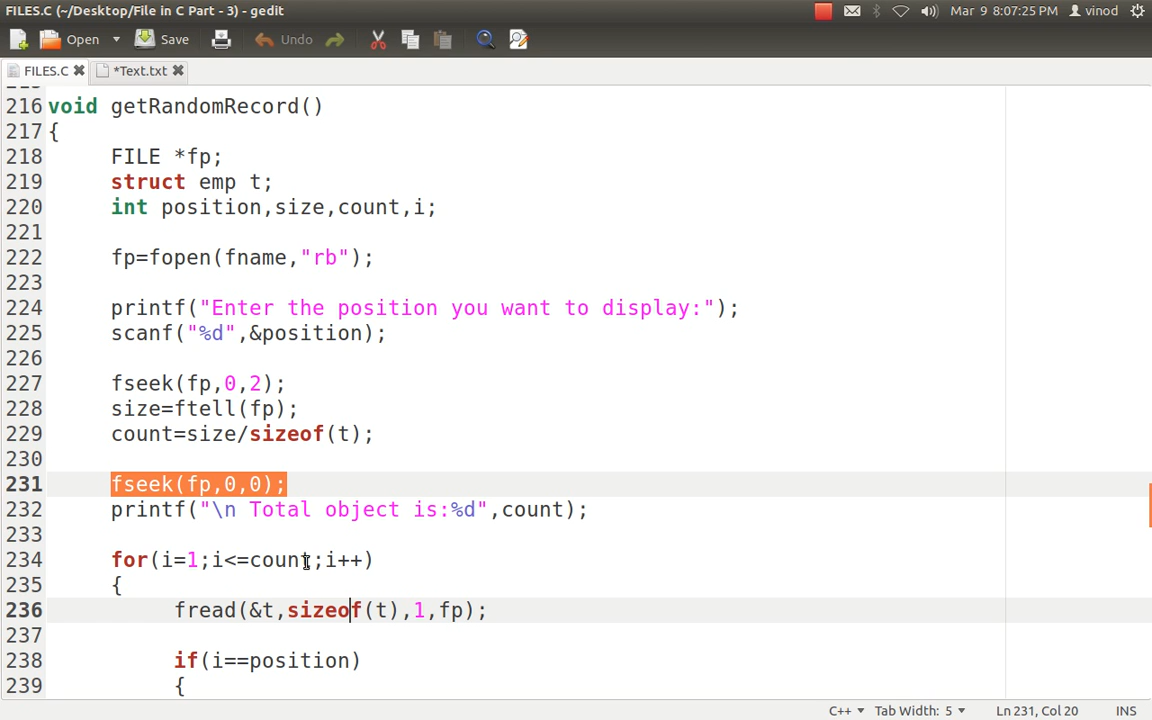 FILES.C (~/Desktop/File in C Part - 3) - gedit
Mar 9 8:07:25 PM vinod
Open Save Undo
FILES.C *Text.txt
216 void getRandomRecord()
217 {
218 FILE *fp;
219 struct emp t;
220 int position,size,count,i;
221
222 fp=fopen(fname,"rb");
223
224 printf("Enter the position you want to display:");
225 scanf("%d",&position);
226
227 fseek(fp,0,2);
228 size=ftell(fp);
229 count=size/sizeof(t);
230
231 fseek(fp,0,0);
232 printf("\n Total object is:%d",count);
233
234 for(i=1;i<=count;i++)
235 {
236 fread(&t,sizeof(t),1,fp);
237
238 if(i==position)
239 {
C++ Tab Width: 5 Ln 231, Col 20 INS